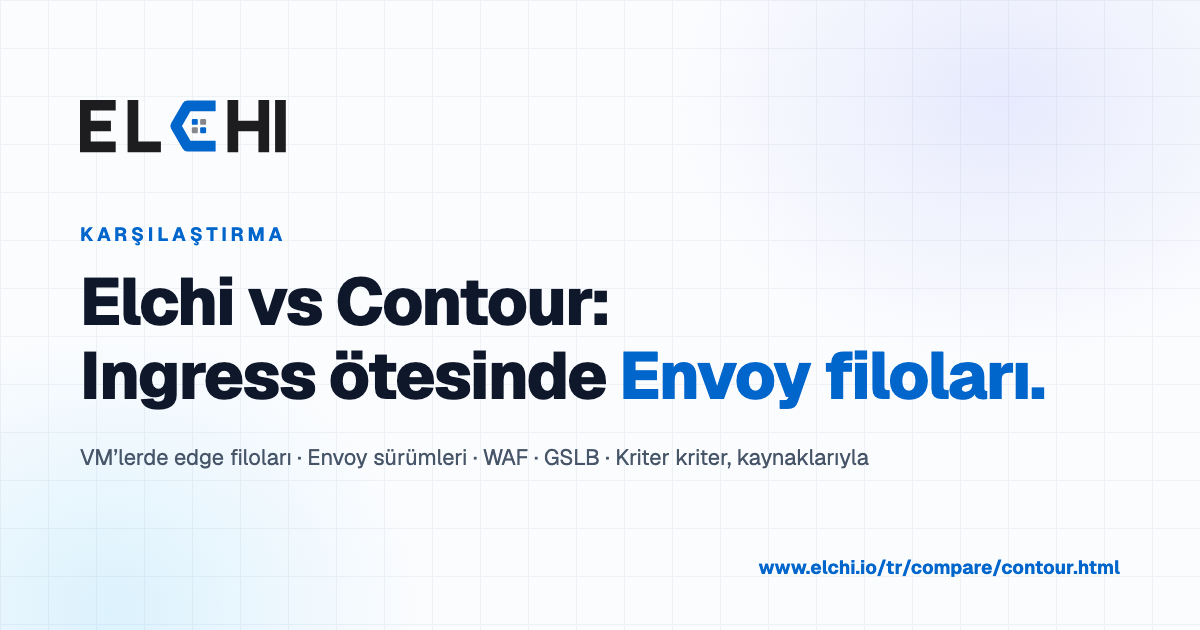 ELCHI
KARŞILAŞTIRMA
Elchi vs Contour:
Ingress ötesinde Envoy filoları.
VM’lerde edge filoları · Envoy sürümleri · WAF · GSLB · Kriter kriter, kaynaklarıyla
www.elchi.io/tr/compare/contour.html